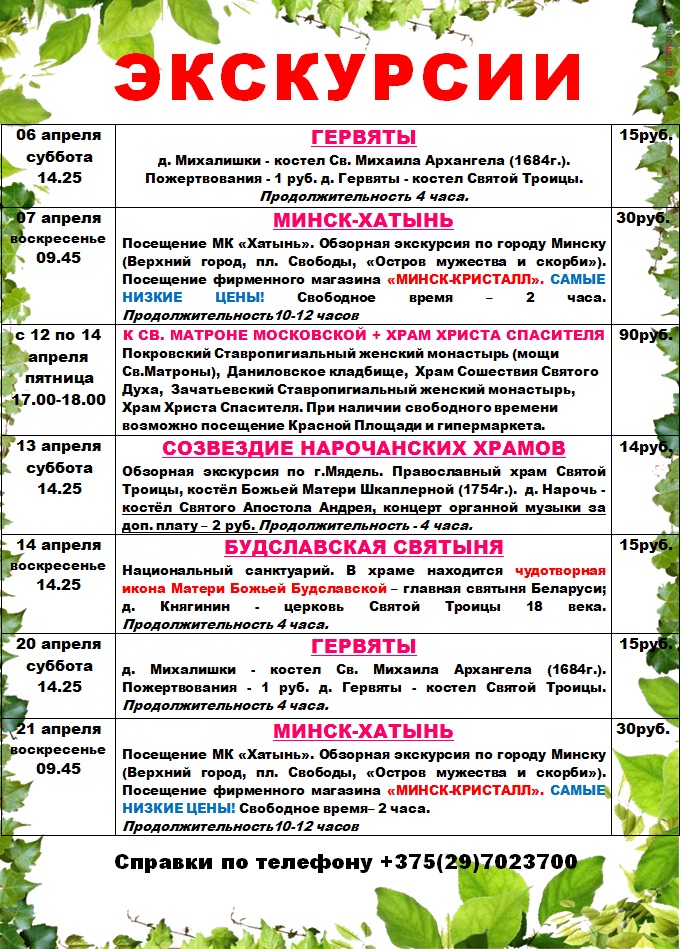 ЭКСКУРСИИ
06 апреля
суббота
14.25
ГЕРВЯТЫ
д. Михалишки - костел Св. Михаила Архангела (1684г.).
Пожертвования - 1 руб. д. Гервяты - костел Святой Троицы.
Продолжительность 4 часа.
15руб.
07 апреля
воскресенье
09.45
МИНСК-ХАТЫНЬ
Посещение МК «Хатынь». Обзорная экскурсия по городу Минску
(Верхний город, пл. Свободы, «Остров мужества и скорби»).
Посещение фирменного магазина «МИНСК-КРИСТАЛЛ». САМЫЕ
НИЗКИЕ ЦЕНЫ! Свободное время – 2 часа.
Продолжительность10-12 часов
30руб.
с 12 по 14
апреля
пятница
17.00-18.00
К СВ. МАТРОНЕ МОСКОВСКОЙ + ХРАМ ХРИСТА СПАСИТЕЛЯ
Покровский Ставропигиальный женский монастырь (мощи
Св.Матроны), Даниловское кладбище, Храм Сошествия Святого
Духа, Зачатьевский Ставропигиальный женский монастырь,
Храм Христа Спасителя. При наличии свободного времени
возможно посещение Красной Площади и гипермаркета.
90руб.
13 апреля
суббота
14.25
СОЗВЕЗДИЕ НАРОЧАНСКИХ ХРАМОВ
Обзорная экскурсия по г.Мядель. Православный храм Святой
Троицы, костёл Божьей Матери Шкаплерной (1754г.). д. Нарочь -
костёл Святого Апостола Андрея, концерт органной музыки за
доп. плату – 2 руб. Продолжительность - 4 часа.
14руб.
14 апреля
воскресенье
14.25
БУДСЛАВСКАЯ СВЯТЫНЯ
Национальный санктуарий. В храме находится чудотворная
икона Матери Божьей Будславской – главная святыня Беларуси;
д. Княгинин - церковь Святой Троицы 18 века.
Продолжительность 4 часа.
15руб.
20 апреля
суббота
14.25
ГЕРВЯТЫ
д. Михалишки - костел Св. Михаила Архангела (1684г.).
Пожертвования - 1 руб. д. Гервяты - костел Святой Троицы.
Продолжительность 4 часа.
15руб.
21 апреля
воскресенье
09.45
МИНСК-ХАТЫНЬ
Посещение МК «Хатынь». Обзорная экскурсия по городу Минску
(Верхний город, пл. Свободы, «Остров мужества и скорби»).
Посещение фирменного магазина «МИНСК-КРИСТАЛЛ». САМЫЕ
НИЗКИЕ ЦЕНЫ! Свободное время– 2 часа.
Продолжительность10-12 часов
30руб.
Справки по телефону +375(29)7023700